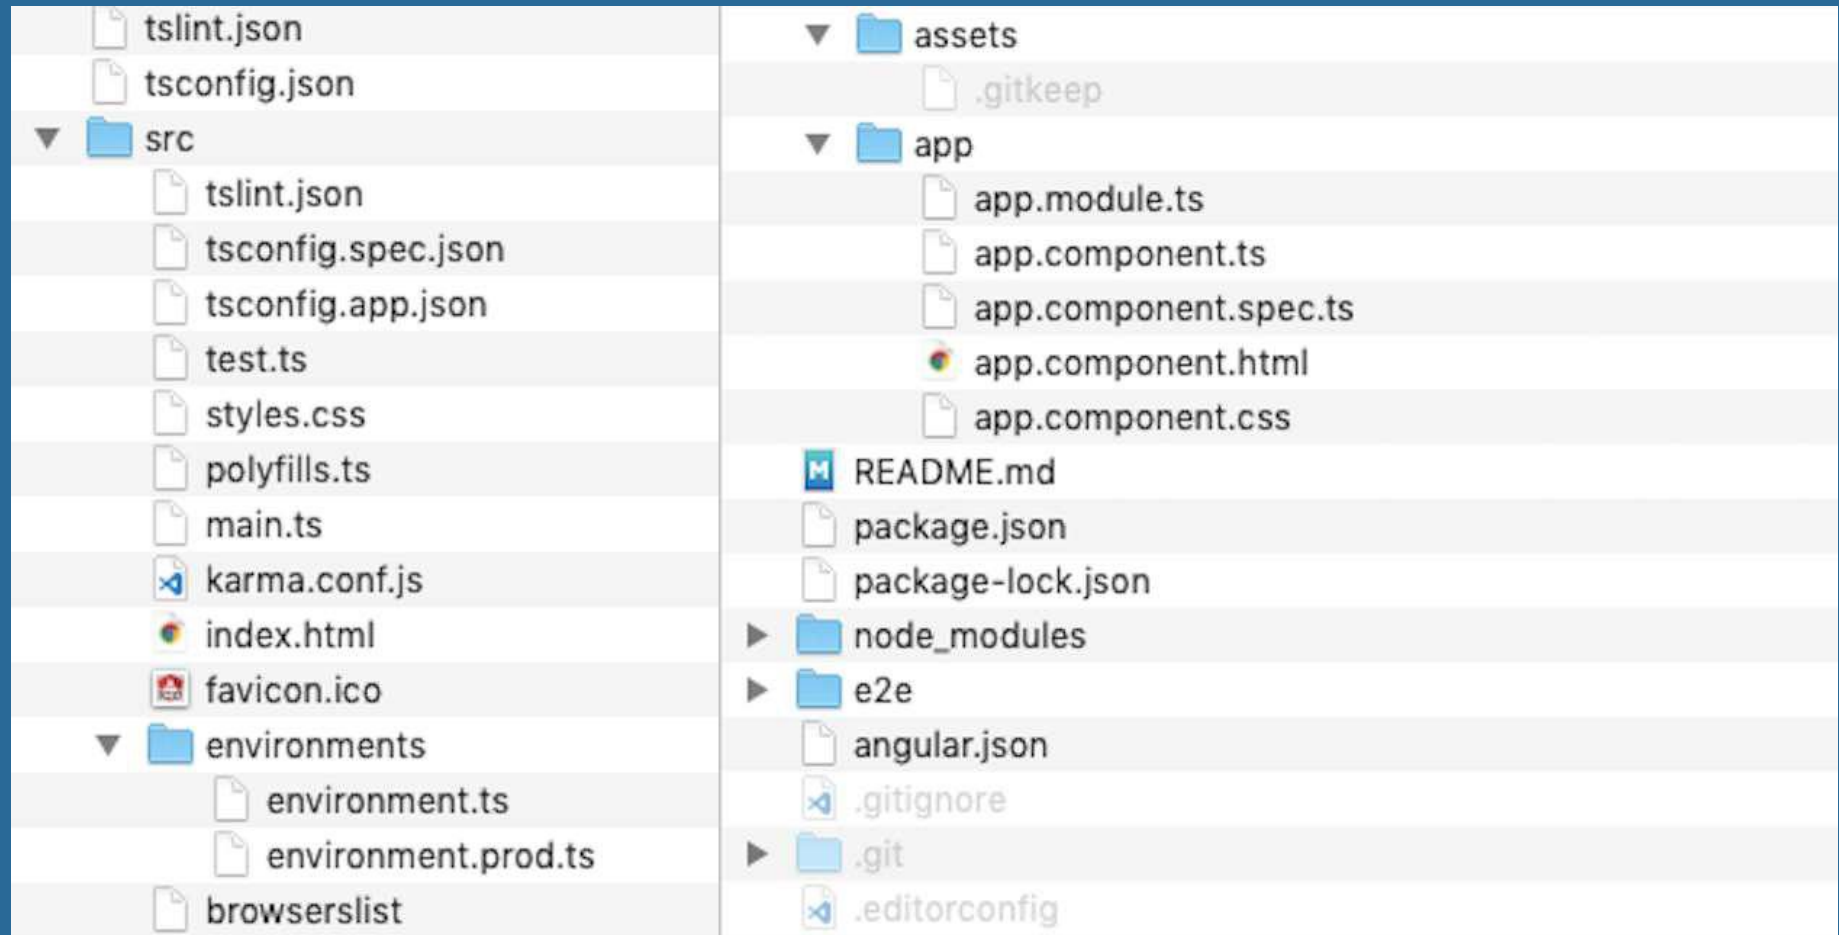 tslint.json
tsconfig.json
src
tslint.json
tsconfig.spec.json
tsconfig.app.json
test.ts
styles.css
polyfills.ts
main.ts
karma.conf.js
index.html
favicon.ico
environments
environment.ts
environment.prod.ts
browserslist
assets
.gitkeep
app
app.module.ts
app.component.ts
app.component.spec.ts
app.component.html
app.component.css
README.md
package.json
package-lock.json
node_modules
e2e
angular.json
.gitignore
.git
.editorconfig